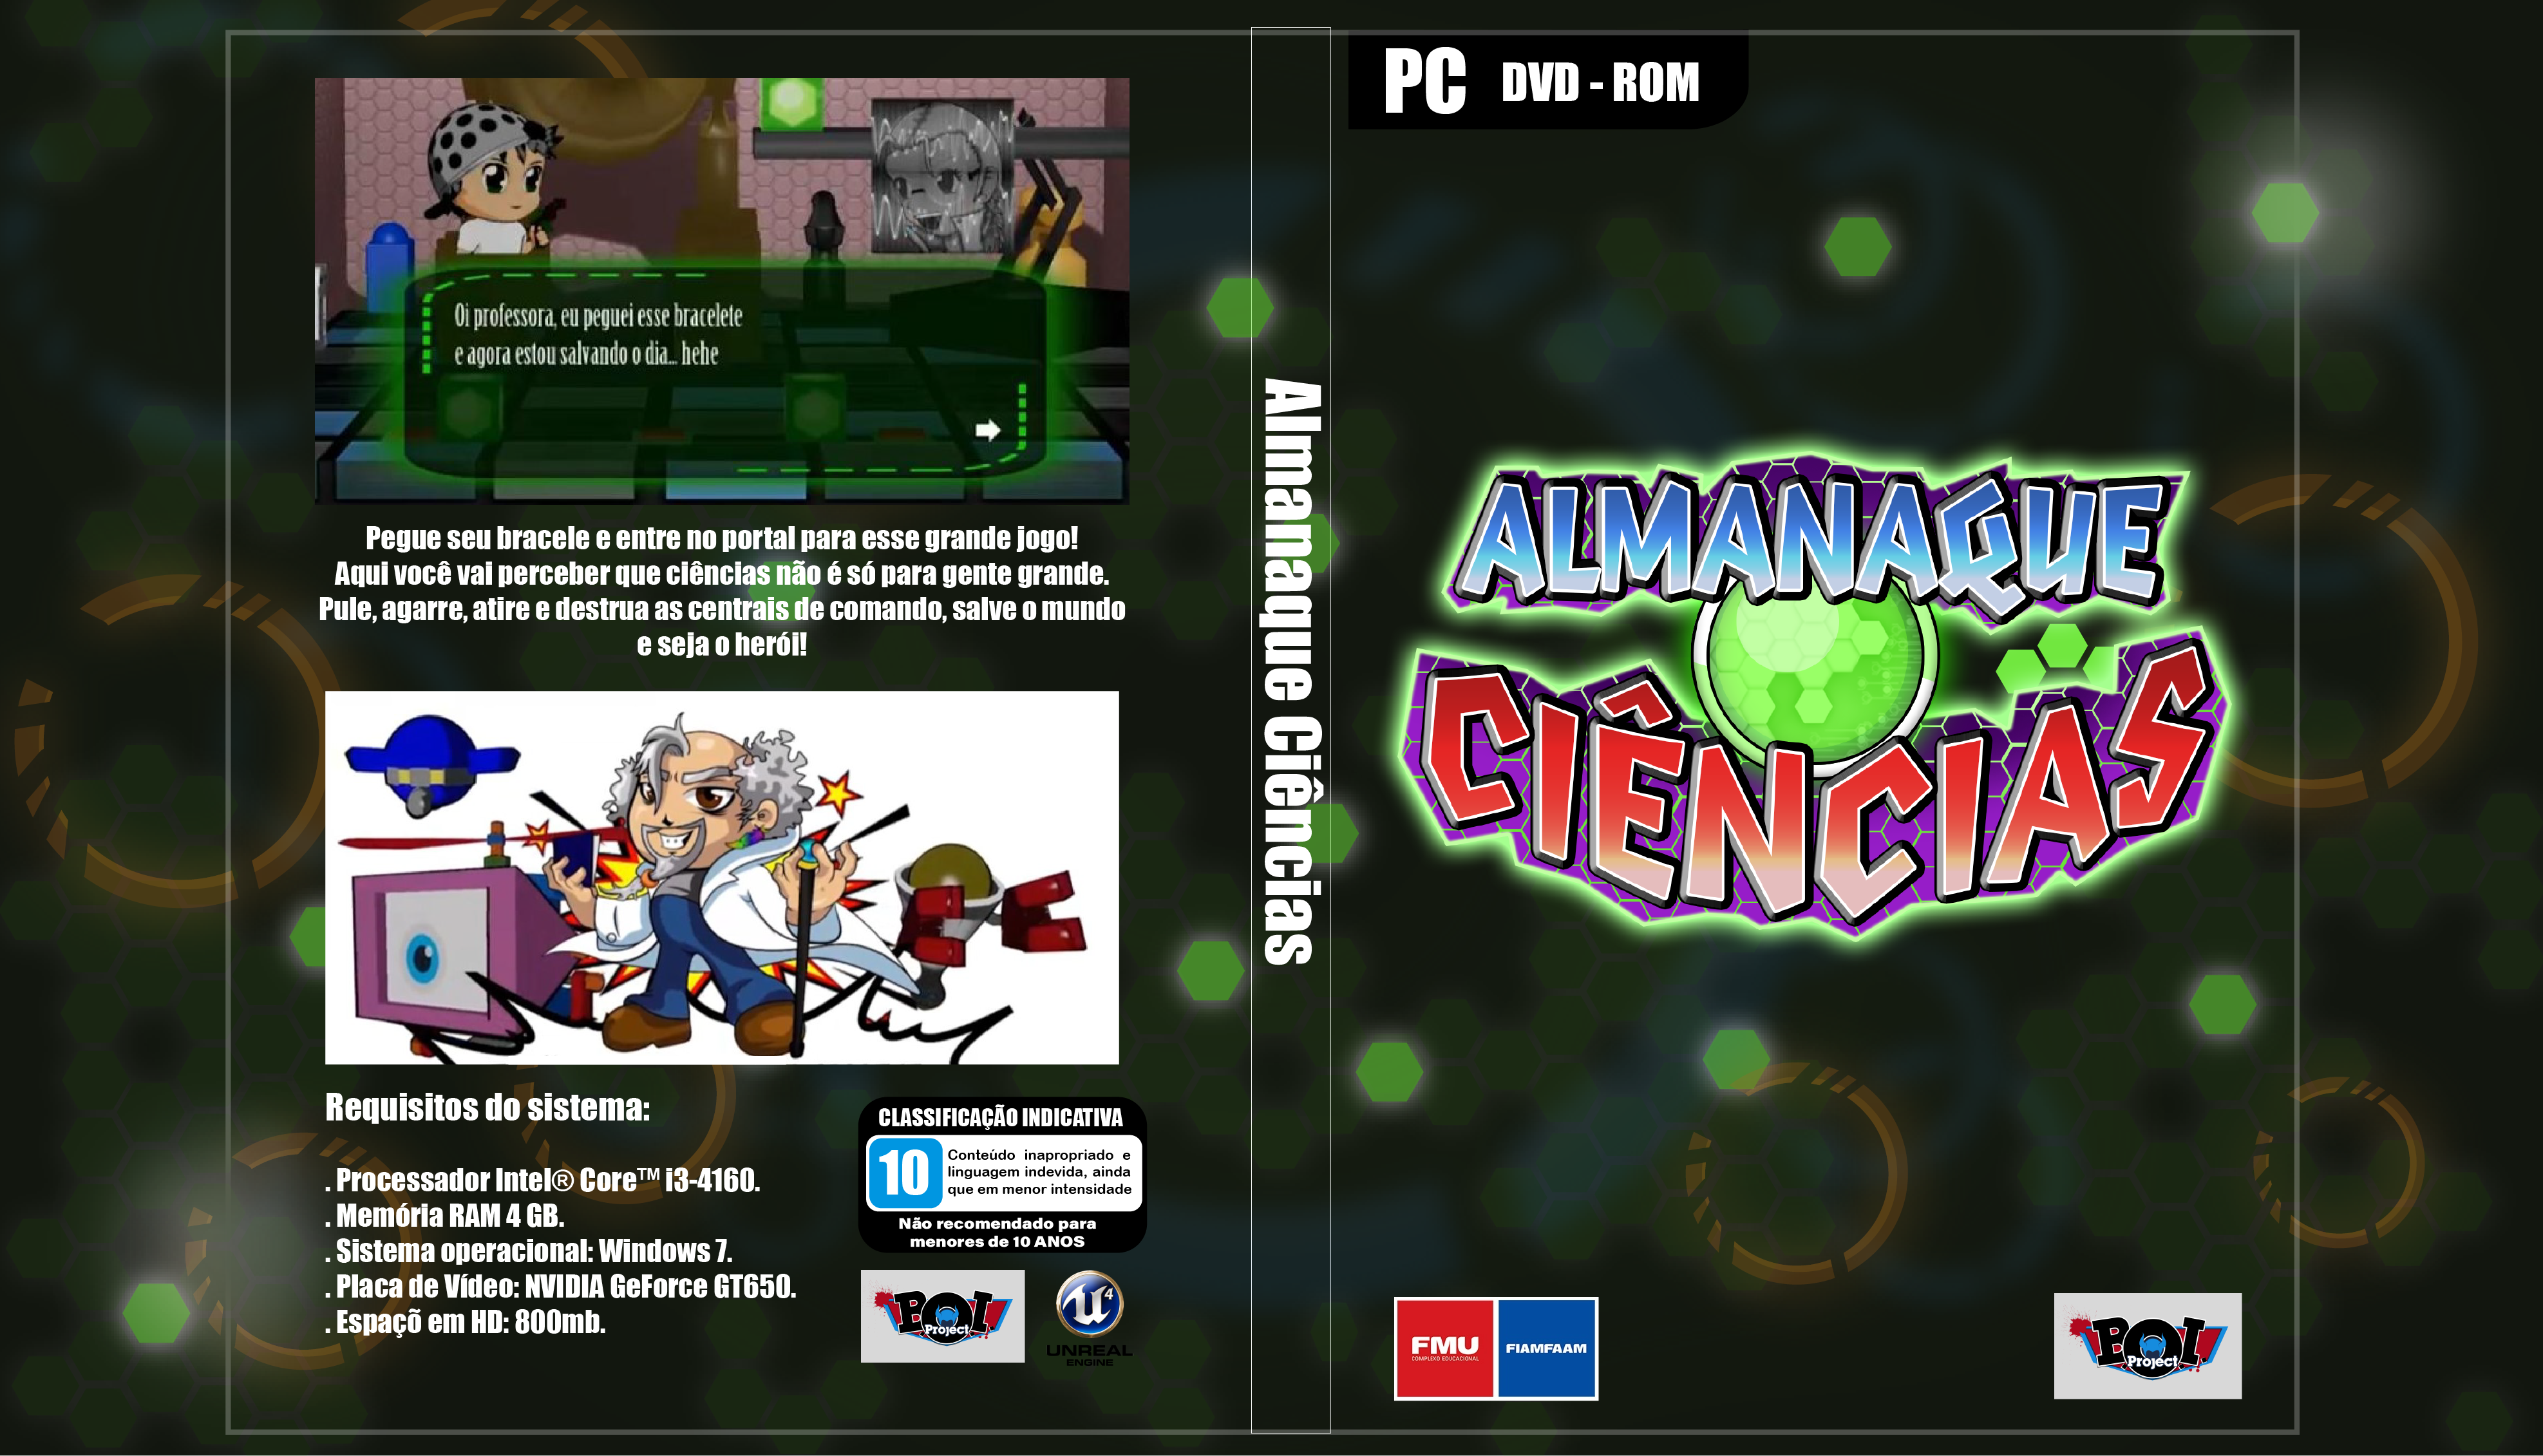 Oi professora, eu peguei esse bracelete
e agora estou salvando o dia... hehe
Pegue seu bracele e entre no portal para esse grande jogo!
Aqui você vai perceber que ciências não é só para gente grande.
Pule, agarre, atire e destrua as centrais de comando, salve o mundo
e seja o herói!
Requisitos do sistema:
. Processador Intel® Core™ i3-4160.
. Memória RAM 4 GB.
. Sistema operacional: Windows 7.
. Placa de Vídeo: NVIDIA GeForce GT650.
. Espaçõ em HD: 800mb.
CLASSIFICAÇÃO INDICATIVA
10
Conteúdo inapropriado e
linguagem indevida, ainda
que em menor intensidade
Não recomendado para
menores de 10 ANOS
BOI
Project
U4
UNREAL
ENGINE
Almanaque Ciências
PC DVD - ROM
ALMANAQUE
CIÊNCIAS
FMU
COMPLEXO EDUCACIONAL
FIAMFAAM
BOI
Project